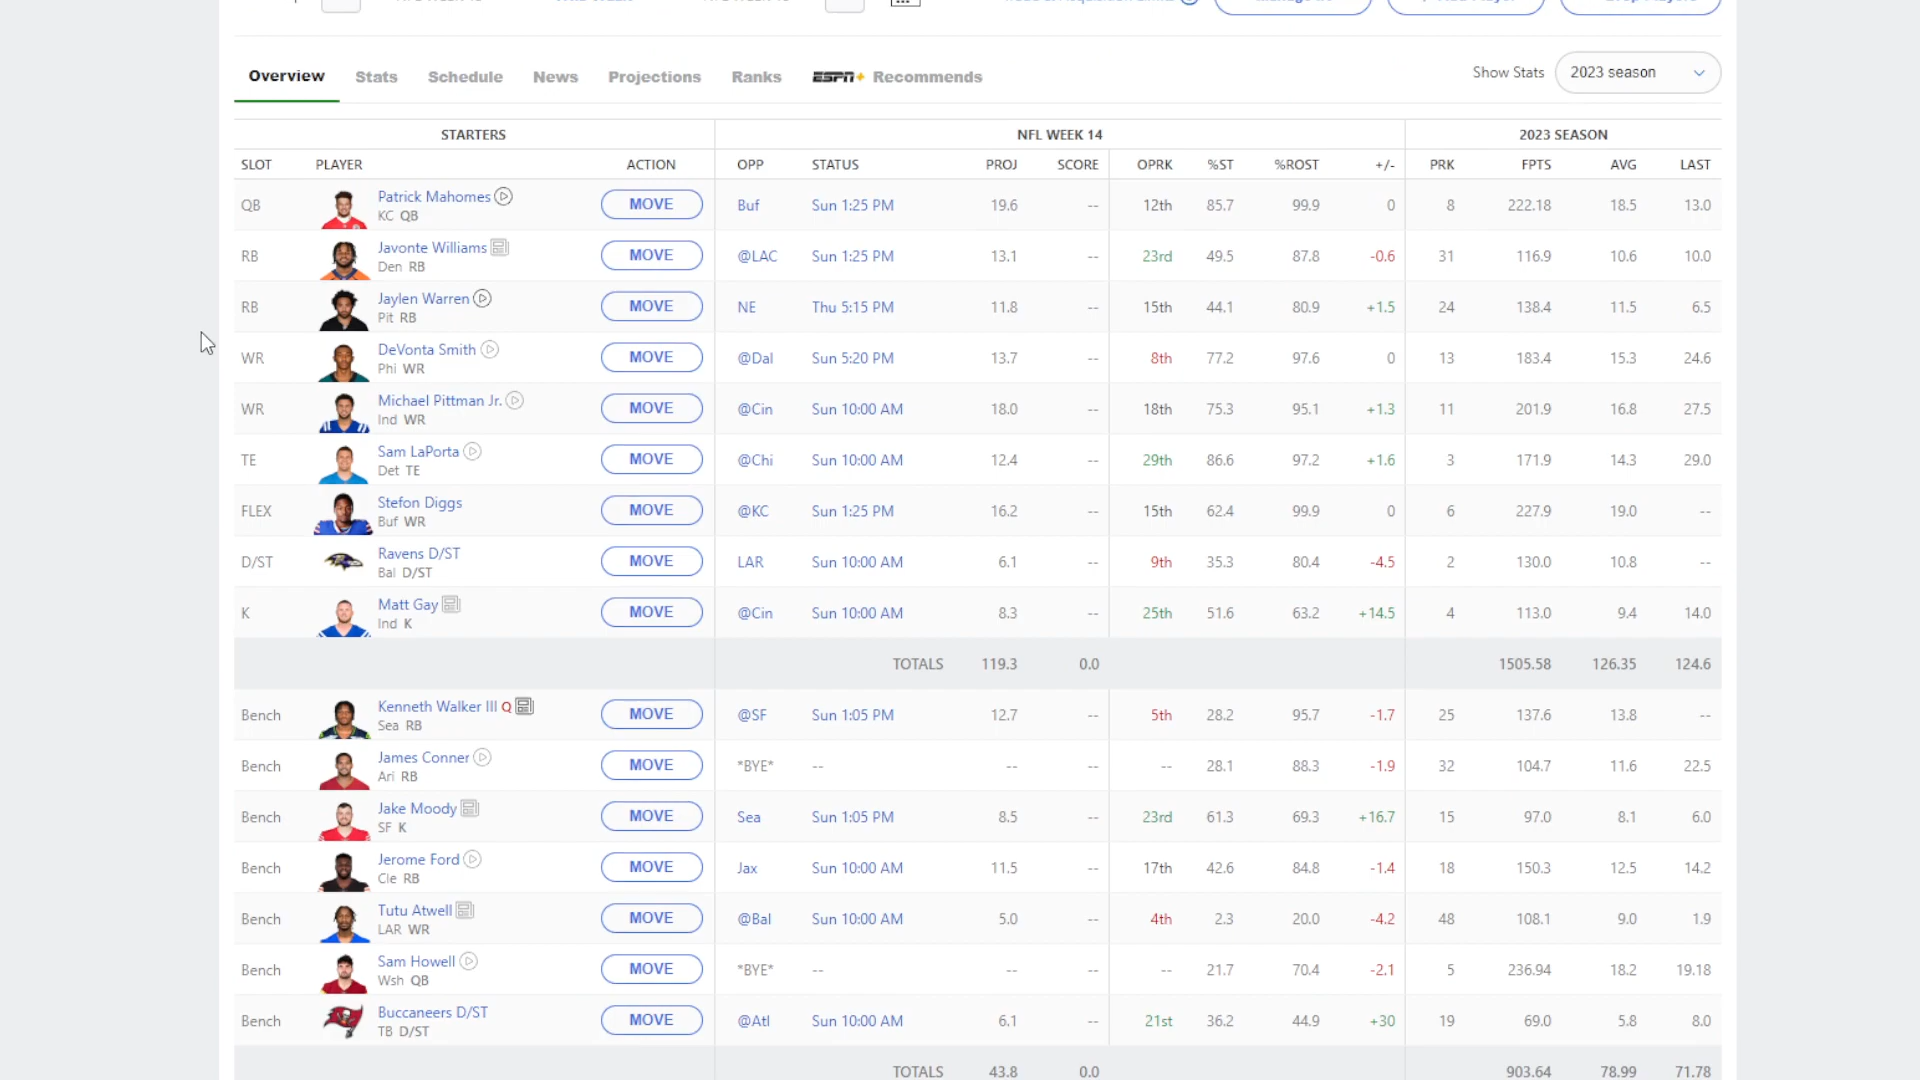 Overview Stats Schedule News Projections Ranks ESPN+ Recommends Show Stats 2023 season
STARTERS NFL WEEK 14 2023 SEASON
SLOT PLAYER ACTION OPP STATUS PROJ SCORE OPRK %ST %ROST +/- PRK FPTS AVG LAST
QB Patrick Mahomes KC QB MOVE Buf Sun 1:25 PM 19.6 -- 12th 85.7 99.9 0 8 222.18 18.5 13.0
RB Javonte Williams Den RB MOVE @LAC Sun 1:25 PM 13.1 -- 23rd 49.5 87.8 -0.6 31 116.9 10.6 10.0
RB Jaylen Warren Pit RB MOVE NE Thu 5:15 PM 11.8 -- 15th 44.1 80.9 +1.5 24 138.4 11.5 6.5
WR DeVonta Smith Phi WR MOVE @Dal Sun 5:20 PM 13.7 -- 8th 77.2 97.6 0 13 183.4 15.3 24.6
WR Michael Pittman Jr. Ind WR MOVE @Cin Sun 10:00 AM 18.0 -- 18th 75.3 95.1 +1.3 11 201.9 16.8 27.5
TE Sam LaPorta Det TE MOVE @Chi Sun 10:00 AM 12.4 -- 29th 86.6 97.2 +1.6 3 171.9 14.3 29.0
FLEX Stefon Diggs Buf WR MOVE @KC Sun 1:25 PM 16.2 -- 15th 62.4 99.9 0 6 227.9 19.0 --
D/ST Ravens D/ST Bal D/ST MOVE LAR Sun 10:00 AM 6.1 -- 9th 35.3 80.4 -4.5 2 130.0 10.8 --
K Matt Gay Ind K MOVE @Cin Sun 10:00 AM 8.3 -- 25th 51.6 63.2 +14.5 4 113.0 9.4 14.0
TOTALS 119.3 0.0 1505.58 126.35 124.6
Bench Kenneth Walker III Q Sea RB MOVE @SF Sun 1:05 PM 12.7 -- 5th 28.2 95.7 -1.7 25 137.6 13.8 --
Bench James Conner Ari RB MOVE *BYE* -- -- -- -- 28.1 88.3 -1.9 32 104.7 11.6 22.5
Bench Jake Moody SF K MOVE Sea Sun 1:05 PM 8.5 -- 23rd 61.3 69.3 +16.7 15 97.0 8.1 6.0
Bench Jerome Ford Cle RB MOVE Jax Sun 10:00 AM 11.5 -- 17th 42.6 84.8 -1.4 18 150.3 12.5 14.2
Bench Tutu Atwell LAR WR MOVE @Bal Sun 10:00 AM 5.0 -- 4th 2.3 20.0 -4.2 48 108.1 9.0 1.9
Bench Sam Howell Wsh QB MOVE *BYE* -- -- -- -- 21.7 70.4 -2.1 5 236.94 18.2 19.18
Bench Buccaneers D/ST TB D/ST MOVE @Atl Sun 10:00 AM 6.1 -- 21st 36.2 44.9 +30 19 69.0 5.8 8.0
TOTALS 43.8 0.0 903.64 78.99 71.78